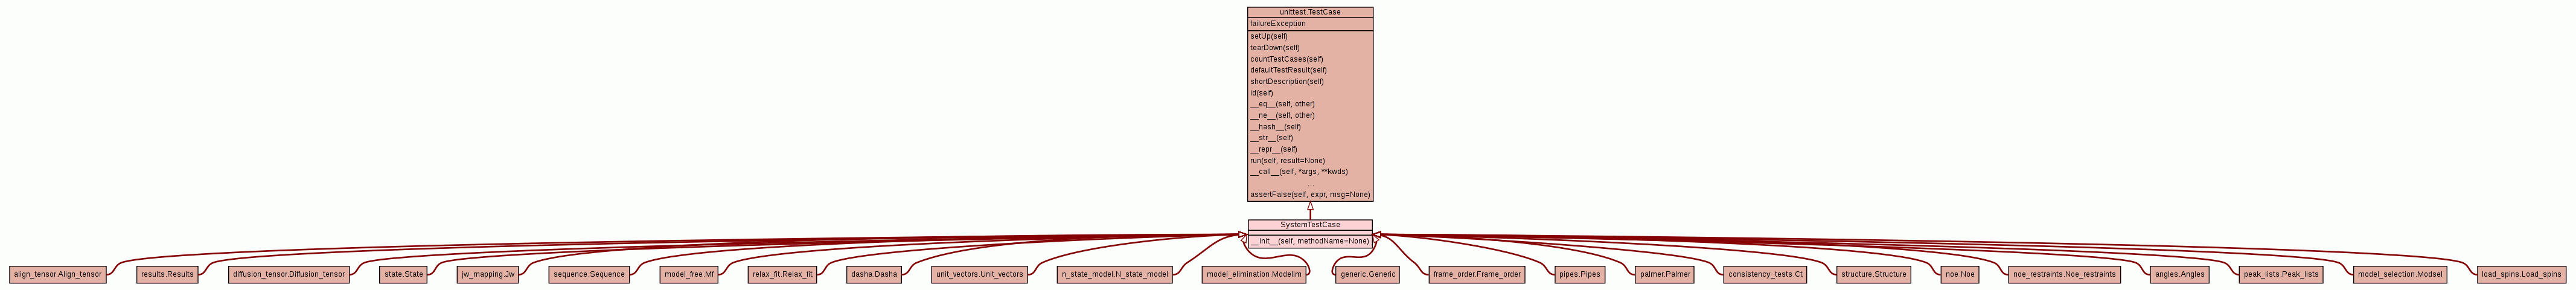 unittest.TestCase
failureException
setUp(self)
tearDown(self)
countTestCases(self)
defaultTestResult(self)
shortDescription(self)
id(self)
__eq__(self, other)
__ne__(self, other)
__hash__(self)
__str__(self)
__repr__(self)
run(self, result=None)
__call__(self, *args, **kwds)
...
assertFalse(self, expr, msg=None)
SystemTestCase
__init__(self, methodName=None)
align_tensor.Align_tensor
results.Results
diffusion_tensor.Diffusion_tensor
state.State
jw_mapping.Jw
sequence.Sequence
model_free.Mf
relax_fit.Relax_fit
dasha.Dasha
unit_vectors.Unit_vectors
n_state_model.N_state_model
model_elimination.Modelim
generic.Generic
frame_order.Frame_order
pipes.Pipes
palmer.Palmer
consistency_tests.Ct
structure.Structure
noe.Noe
noe_restraints.Noe_restraints
angles.Angles
peak_lists.Peak_lists
model_selection.Modsel
load_spins.Load_spins